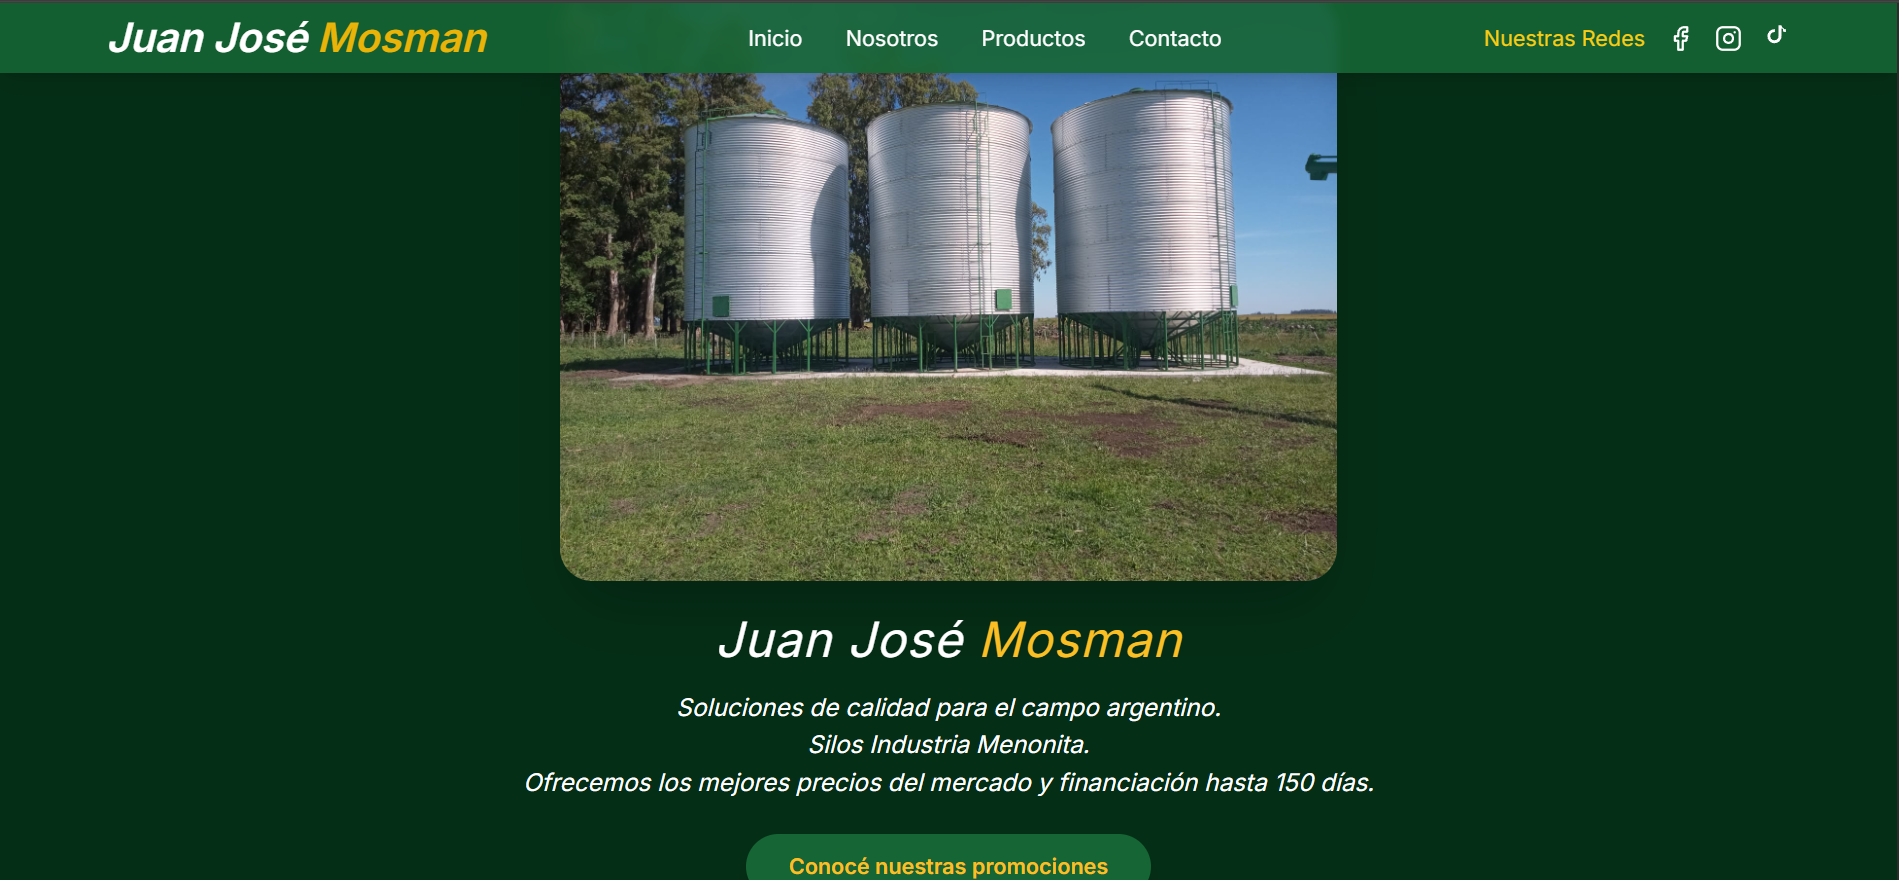 Juan José Mosman
Inicio
Nosotros
Productos
Contacto
Nuestras Redes
Juan José Mosman
Soluciones de calidad para el campo argentino.
Silos Industria Menonita.
Ofrecemos los mejores precios del mercado y financiación hasta 150 días.
Conocé nuestras promociones